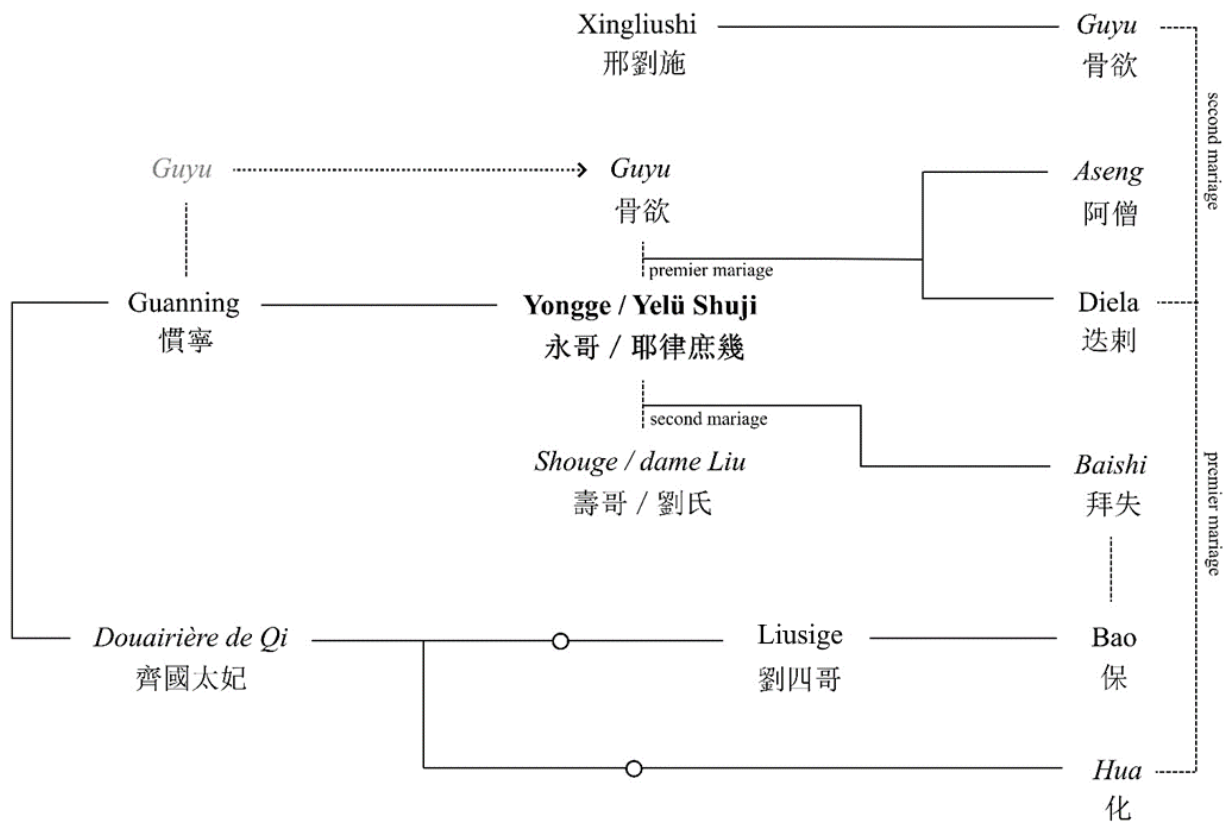 Xingliushi
邢劉施
Guyu
骨欲
second mariage
Guyu
Guyu
骨欲
Aseng
阿僧
premier mariage
Guanning
慣寧
Yongge / Yelü Shuji
永哥 / 耶律庶幾
Diela
迭剌
second mariage
Shouge / dame Liu
壽哥 / 劉氏
Baishi
拜失
premier mariage
Douairière de Qi
齊國太妃
Liusige
劉四哥
Bao
保
Hua
化